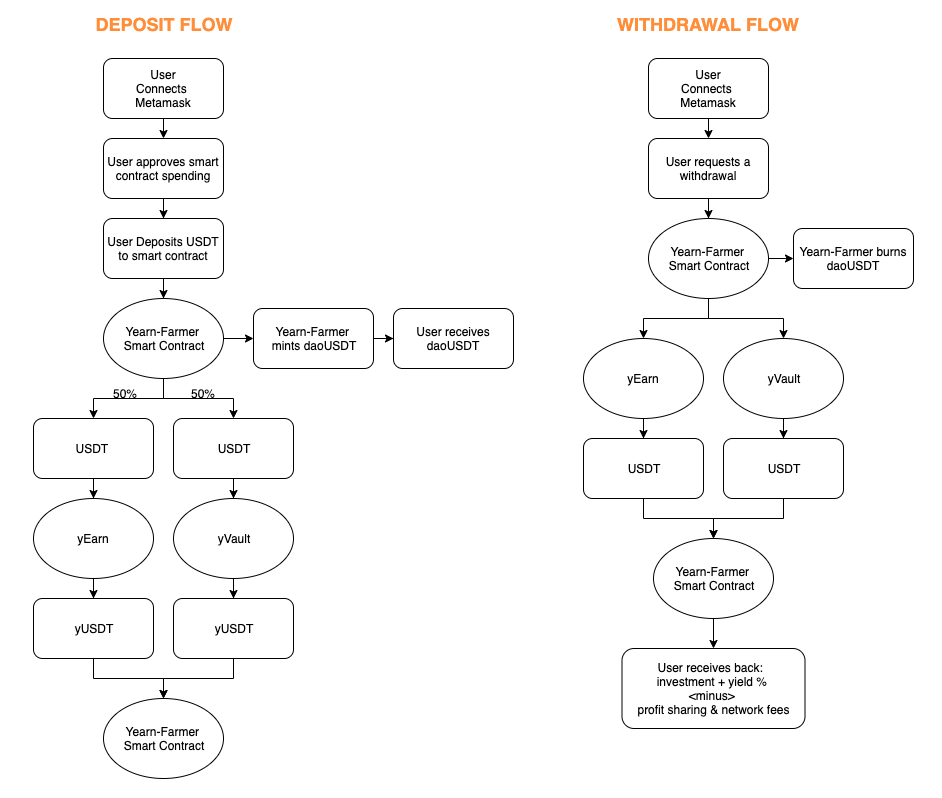 DEPOSIT FLOW
User
Connects
Metamask
User approves smart
contract spending
User Deposits USDT
to smart contract
Yearn-Farmer
Smart Contract
Yearn-Farmer
mints daoUSDT
User receives
daoUSDT
50%
50%
USDT
USDT
yEarn
yVault
yUSDT
yUSDT
Yearn-Farmer
Smart Contract
WITHDRAWAL FLOW
User
Connects
Metamask
User requests a
withdrawal
Yearn-Farmer
Smart Contract
Yearn-Farmer burns
daoUSDT
yEarn
yVault
USDT
USDT
Yearn-Farmer
Smart Contract
User receives back:
investment + yield %
<minus>
profit sharing & network fees